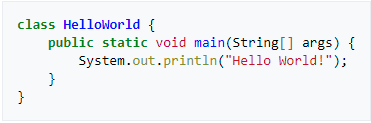 class HelloWorld {
    public static void main(String[] args) {
        System.out.println("Hello World!");
    }
}